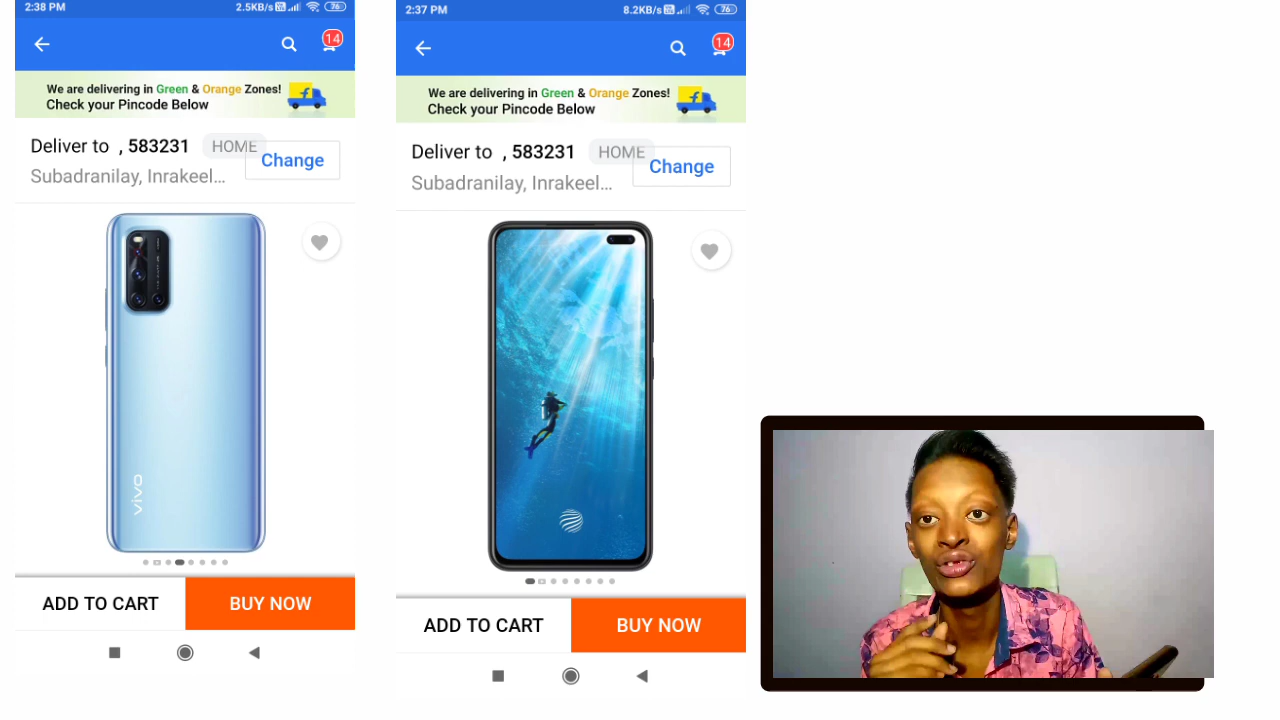 2:38 PM
2.5KB/s
76
14
We are delivering in Green & Orange Zones!
Check your Pincode Below
Deliver to , 583231 HOME
Change
Subadranilay, Inrakeel...
vivo
ADD TO CART
BUY NOW
2:37 PM
8.2KB/s
76
14
We are delivering in Green & Orange Zones!
Check your Pincode Below
Deliver to , 583231 HOME
Change
Subadranilay, Inrakeel...
ADD TO CART
BUY NOW